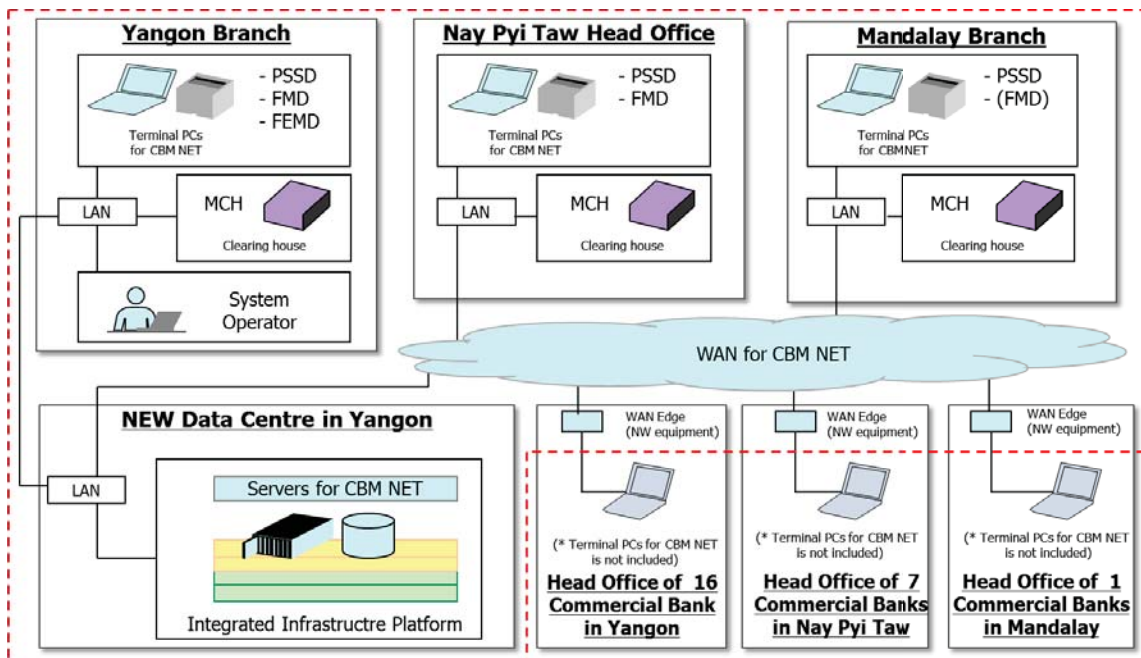 Yangon Branch
- PSSD
- FMD
- FEMD
Terminal PCs
for CBM NET
LAN
MCH
Clearing house
System
Operator
Nay Pyi Taw Head Office
- PSSD
- FMD
Terminal PCs
for CBM NET
LAN
MCH
Clearing house
Mandalay Branch
- PSSD
- (FMD)
Terminal PCs
for CBMNET
LAN
MCH
Clearing house
WAN for CBM NET
NEW Data Centre in Yangon
LAN
Servers for CBM NET
Integrated Infrastructre Platform
WAN Edge
(NW equipment)
(* Terminal PCs for CBM NET
is not included)
Head Office of 16
Commercial Bank
in Yangon
WAN Edge
(NW equipment)
(* Terminal PCs for CBM NET
is not included)
Head Office of 7
Commercial Banks
in Nay Pyi Taw
WAN Edge
(NW equipment)
(* Terminal PCs for CBM NET
is not included)
Head Office of 1
Commercial Banks
in Mandalay